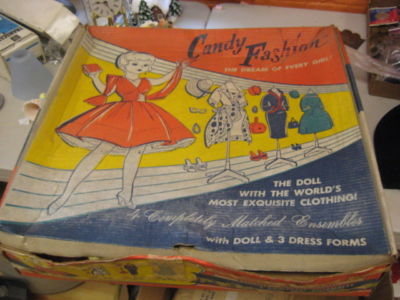 Candy Fashion
THE DREAM OF EVERY GIRL!
THE DOLL
WITH THE WORLD'S
MOST EXQUISITE CLOTHING!
4 Completely Matched Ensembles
with DOLL & 3 DRESS FORMS